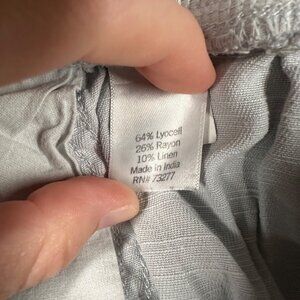 64% Lyocell
26% Rayon
10% Linen
Made in India
RN# 73277